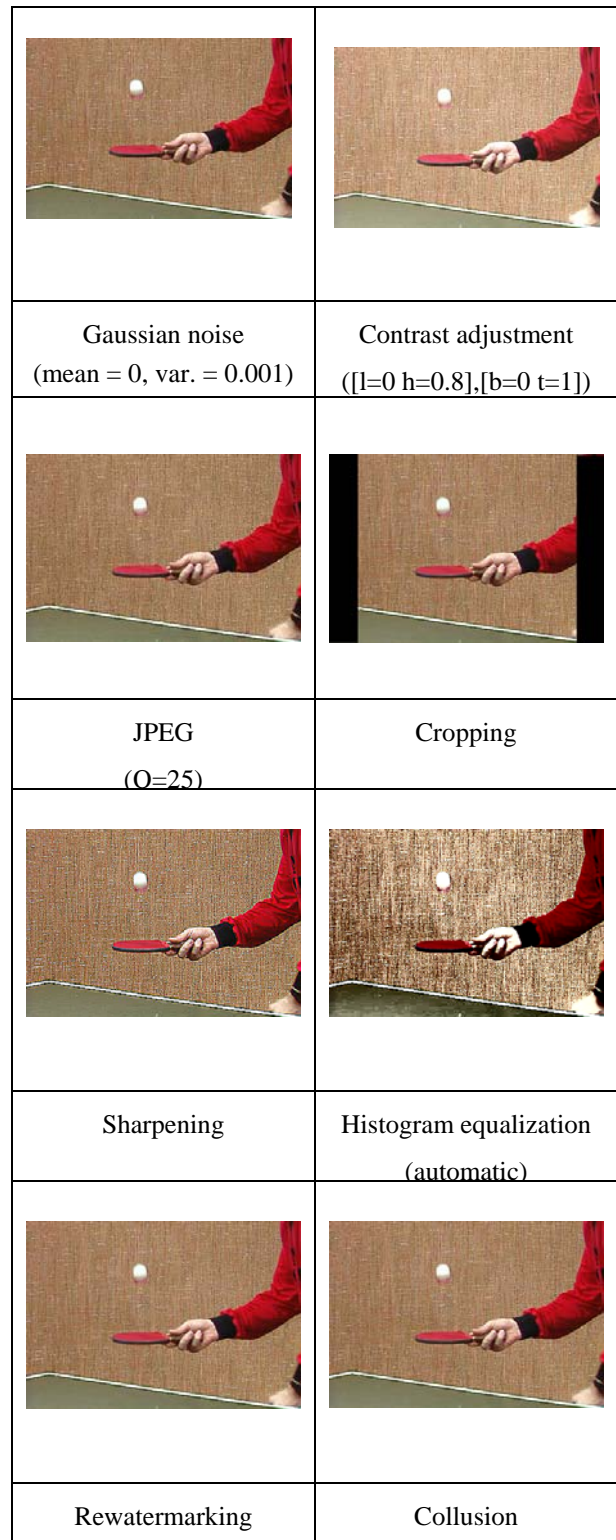 Gaussian noise
(mean = 0, var. = 0.001)
Contrast adjustment
([l=0 h=0.8],[b=0 t=1])
JPEG
(Q=25)
Cropping
Sharpening
Histogram equalization
(automatic)
Rewatermarking
Collusion